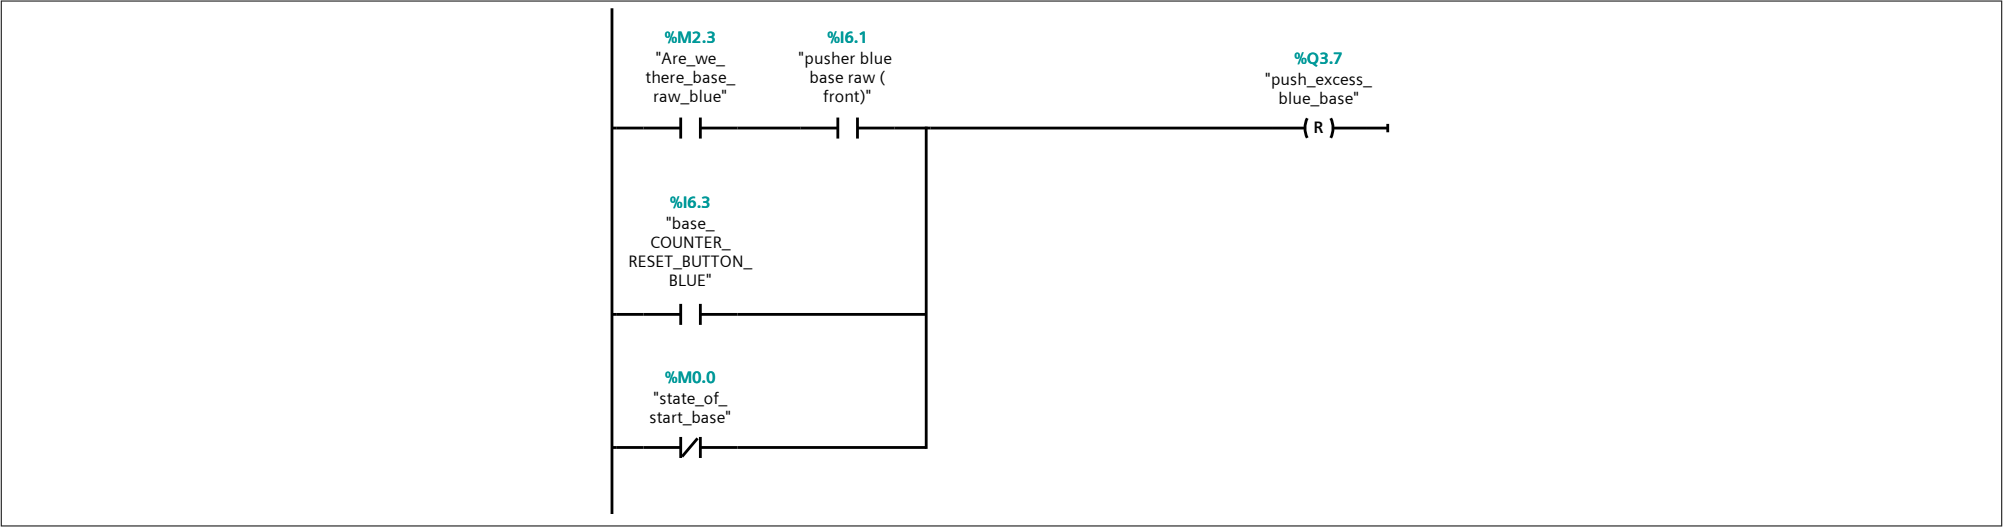 %M2.3
"Are_we_
there_base_
raw_blue"
%I6.1
"pusher blue
base raw (
front)"
%Q3.7
"push_excess_
blue_base"
R
%I6.3
"base_
COUNTER_
RESET_BUTTON_
BLUE"
%M0.0
"state_of_
start_base"